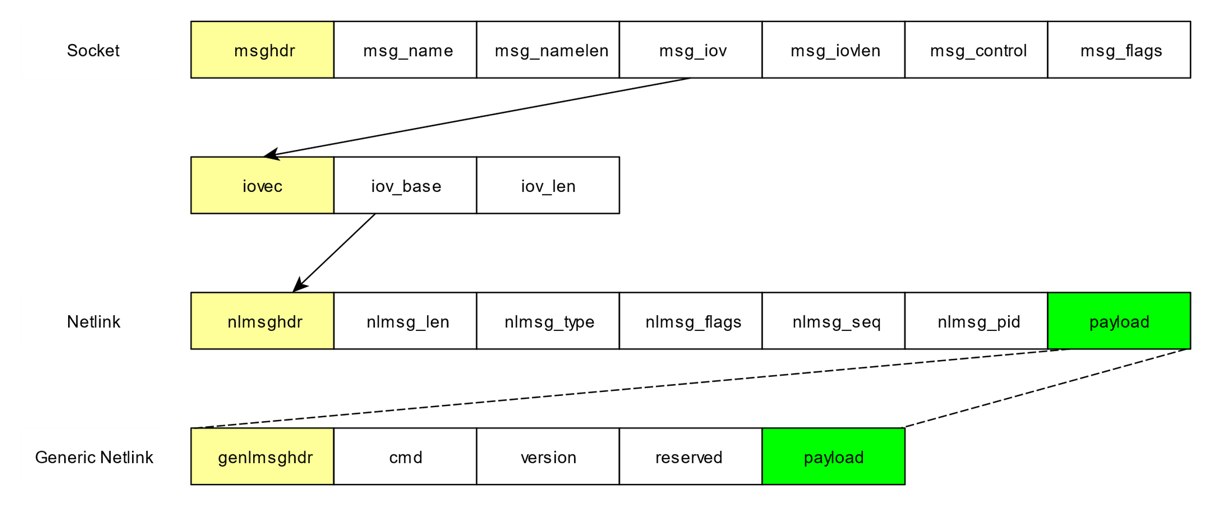 Socket msghdr msg_name msg_namelen msg_iov msg_iovlen msg_control msg_flags
iovec iov_base iov_len
Netlink nlmsghdr nlmsg_len nlmsg_type nlmsg_flags nlmsg_seq nlmsg_pid payload
Generic Netlink genlmsghdr cmd version reserved payload